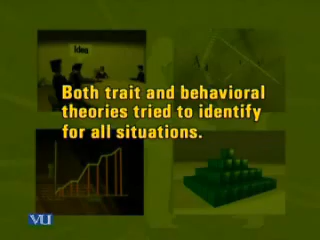 Idea
Both trait and behavioral
theories tried to identify
for all situations.
VU